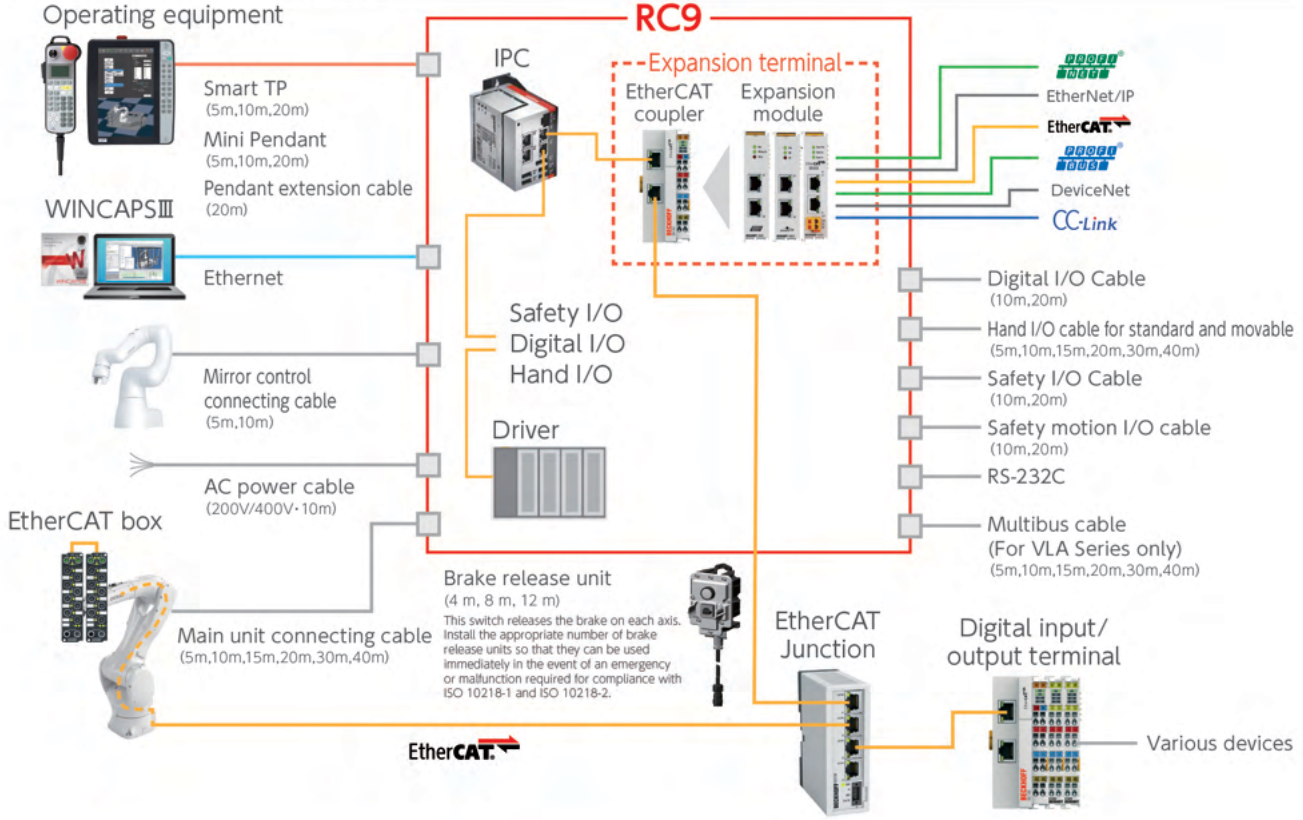 Operating equipment
Smart TP
(5m,10m,20m)
Mini Pendant
(5m,10m,20m)
Pendant extension cable
(20m)
WINCAPSⅢ
Ethernet
Mirror control
connecting cable
(5m,10m)
AC power cable
(200V/400V・10m)
EtherCAT box
Main unit connecting cable
(5m,10m,15m,20m,30m,40m)
RC9
IPC
Expansion terminal
EtherCAT
coupler
Expansion
module
BECKHOFF
Safety I/O
Digital I/O
Hand I/O
Driver
PROFI
NET®
EtherNet/IP
EtherCAT®
PROFI
BUS®
DeviceNet
CC-Link
Digital I/O Cable
(10m,20m)
Hand I/O cable for standard and movable
(5m,10m,15m,20m,30m,40m)
Safety I/O Cable
(10m,20m)
Safety motion I/O cable
(10m,20m)
RS-232C
Multibus cable
(For VLA Series only)
(5m,10m,15m,20m,30m,40m)
Brake release unit
(4 m, 8 m, 12 m)
This switch releases the brake on each axis.
Install the appropriate number of brake
release units so that they can be used
immediately in the event of an emergency
or malfunction required for compliance with
ISO 10218-1 and ISO 10218-2.
EtherCAT®
EtherCAT
Junction
BECKHOFF
Digital input/
output terminal
BECKHOFF
Various devices